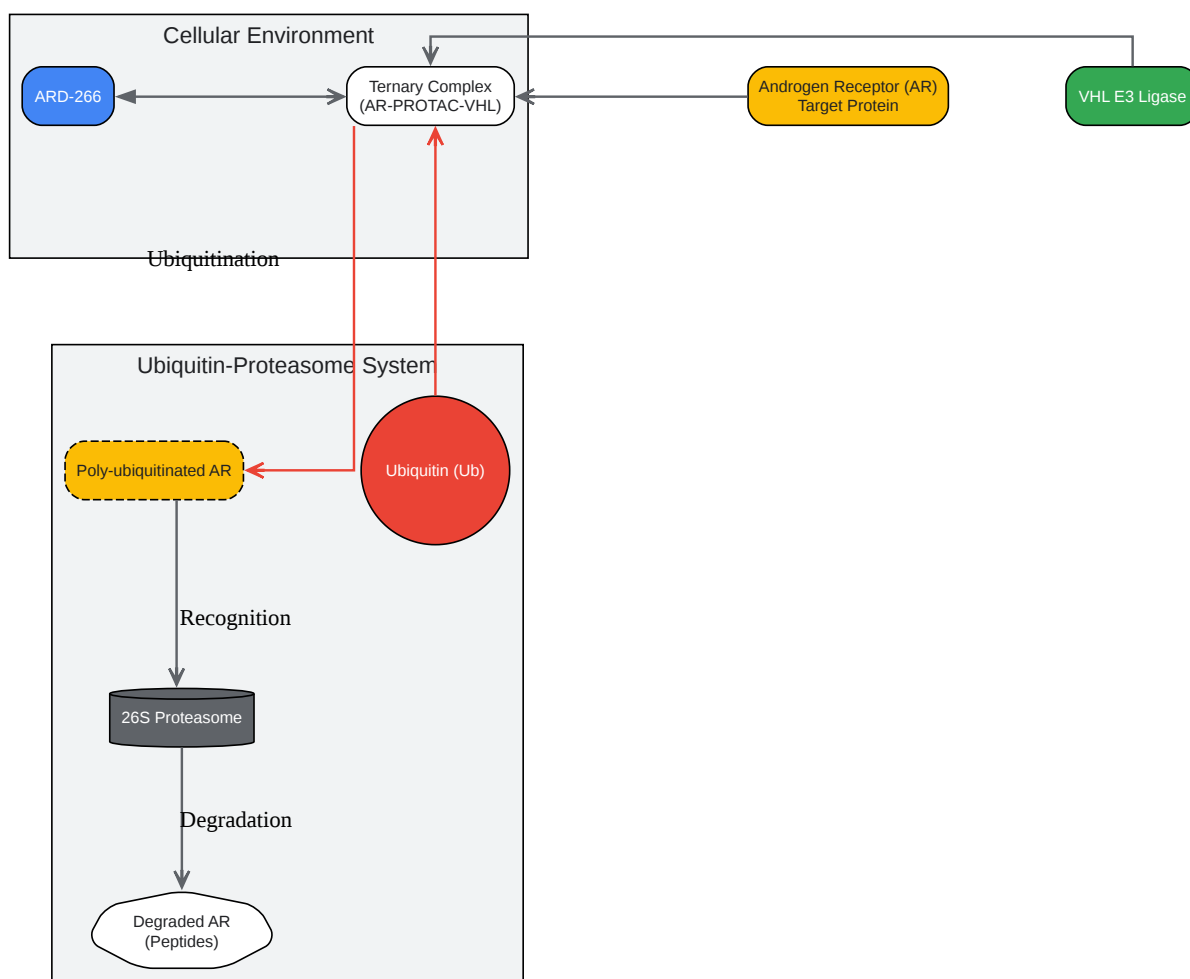 Cellular Environment
ARD-266
Ternary Complex
(AR-PROTAC-VHL)
Androgen Receptor (AR)
Target Protein
VHL E3 Ligase
Ubiquitination
Ubiquitin-Proteasome System
Poly-ubiquitinated AR
Ubiquitin (Ub)
Recognition
26S Proteasome
Degradation
Degraded AR
(Peptides)